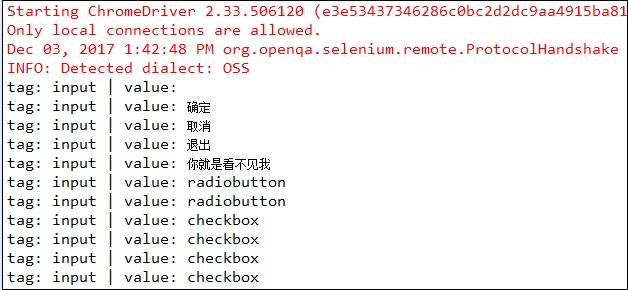 Starting ChromeDriver 2.33.506120 (e3e53437346286c0bc2d2dc9aa4915ba81
Only local connections are allowed.
Dec 03, 2017 1:42:48 PM org.openqa.selenium.remote.ProtocolHandshake
INFO: Detected dialect: OSS
tag: input | value:
tag: input | value: 确定
tag: input | value: 取消
tag: input | value: 退出
tag: input | value: 你就是看不见我
tag: input | value: radiobutton
tag: input | value: radiobutton
tag: input | value: checkbox
tag: input | value: checkbox
tag: input | value: checkbox
tag: input | value: checkbox